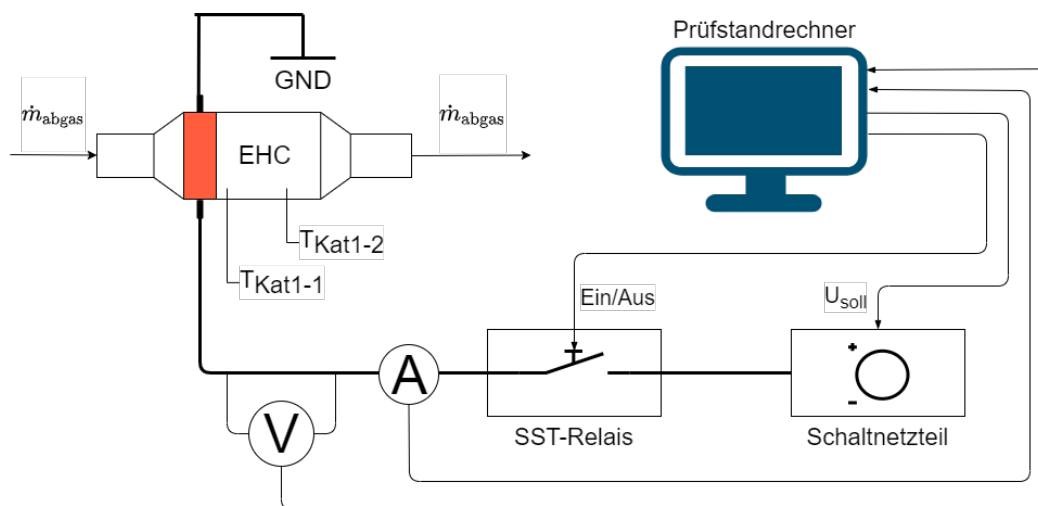 Prüfstandrechner
GND
ṁabgas
ṁabgas
EHC
TKat1-2
TKat1-1
Ein/Aus
Usoll
+
-
A
V
SST-Relais
Schaltnetzteil